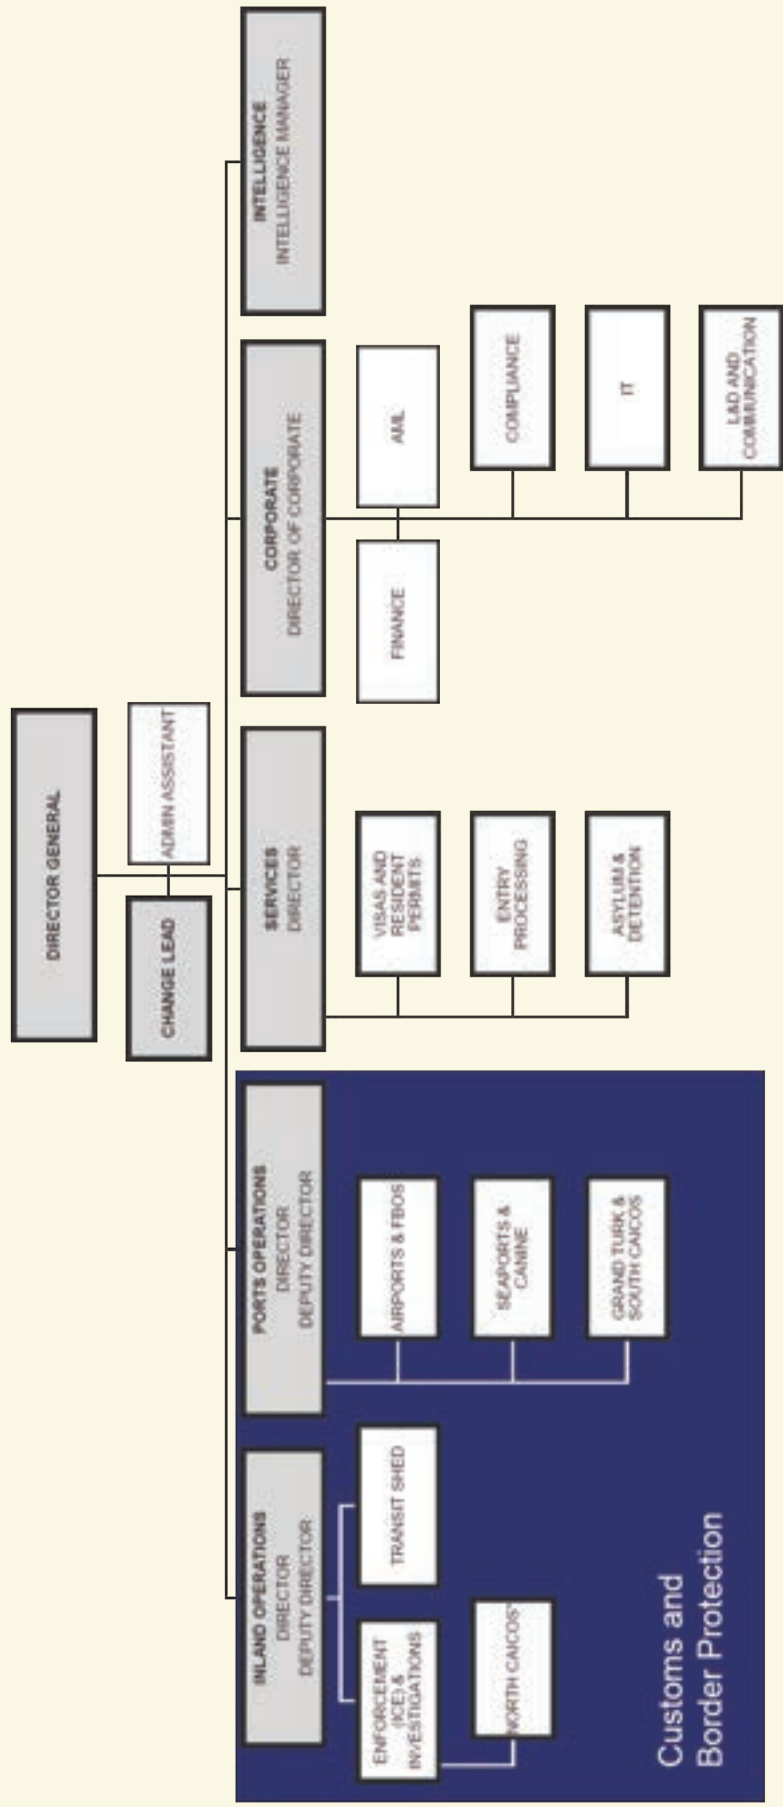 DIRECTOR GENERAL
CHANGE LEAD
ADMIN ASSISTANT
INLAND OPERATIONS
DIRECTOR
DEPUTY DIRECTOR
ENFORCEMENT
(ICE) &
INVESTIGATIONS
TRANSIT SHED
NORTH CAICOS*
PORTS OPERATIONS
DIRECTOR
DEPUTY DIRECTOR
AIRPORTS & FBOS
SEAPORTS &
CANINE
GRAND TURK &
SOUTH CAICOS
Customs and
Border Protection
SERVICES
DIRECTOR
VISAS AND
RESIDENT
PERMITS
ENTRY
PROCESSING
ASYLUM &
DETENTION
CORPORATE
DIRECTOR OF CORPORATE
FINANCE
AML
COMPLIANCE
IT
L&D AND
COMMUNICATION
INTELLIGENCE
INTELLIGENCE MANAGER